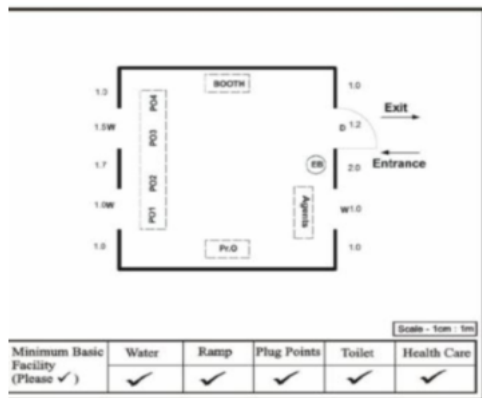 BOOTH
1.0
1.0
PO4
Exit
1.2
D
1.5W
PO3
EB
Entrance
1.7
2.0
PO2
Agents
1.0W
PO1
W1.0
1.0
Pr.O
1.0
Scale - 1cm : 1m
Minimum Basic Facility (Please ✓)
Water
Ramp
Plug Points
Toilet
Health Care
✓ ✓ ✓ ✓ ✓